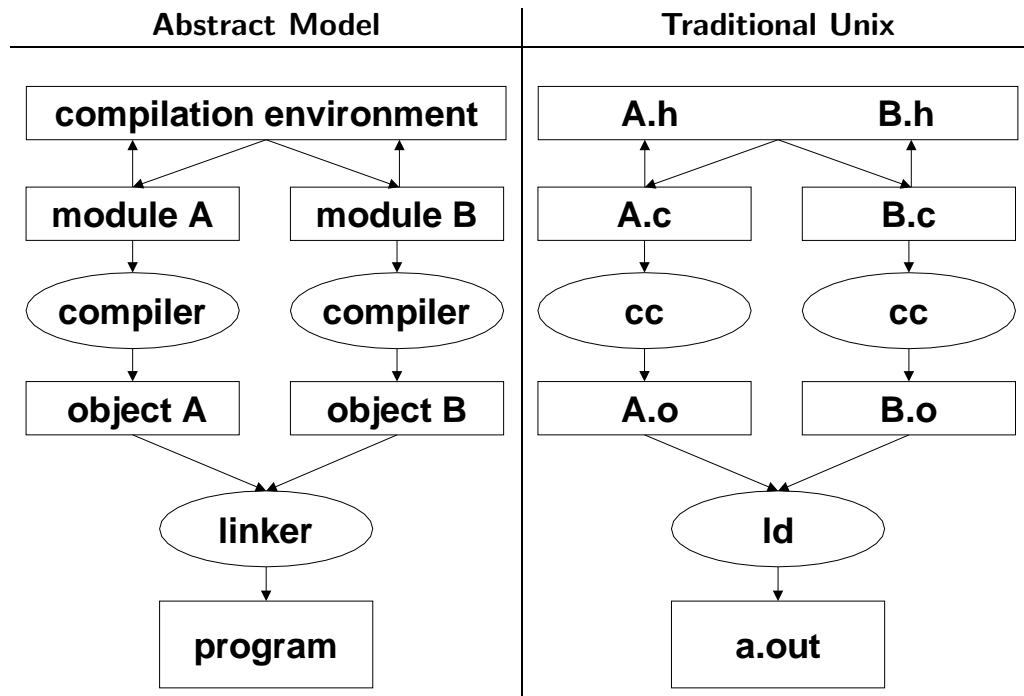 Abstract Model
Traditional Unix
compilation environment
A.h
B.h
module A
module B
A.c
B.c
compiler
compiler
cc
cc
object A
object B
A.o
B.o
linker
ld
program
a.out